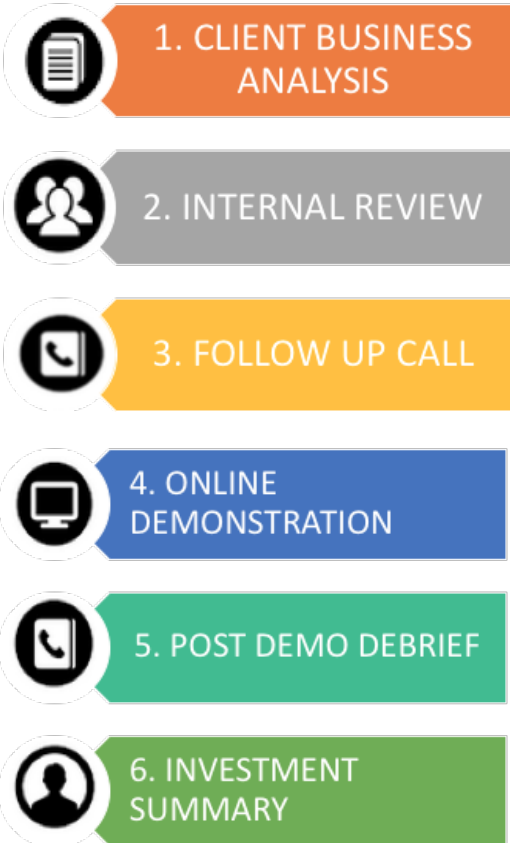 1. CLIENT BUSINESS
ANALYSIS
2. INTERNAL REVIEW
3. FOLLOW UP CALL
4. ONLINE
DEMONSTRATION
5. POST DEMO DEBRIEF
6. INVESTMENT
SUMMARY